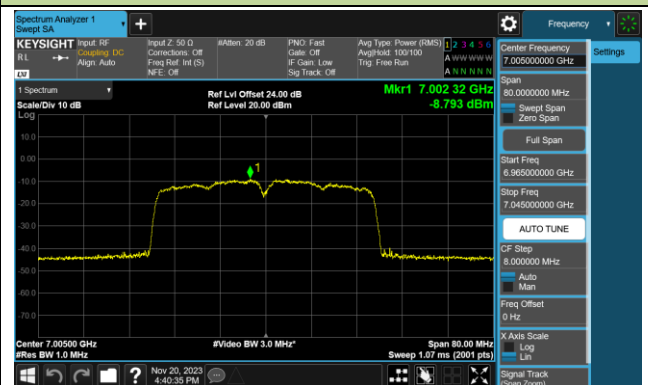 Spectrum Analyzer 1
Swept SA
Frequency
KEYSIGHT
RL
LXI
Input: RF
Coupling: DC
Align: Auto
Input Z: 50 Ω
Corrections: Off
Freq Ref: Int (S)
NFE: Off
#Atten: 20 dB
PNO: Fast
Gate: Off
IF Gain: Low
Sig Track: Off
Avg Type: Power (RMS)
Avg|Hold: 100/100
Trig: Free Run
1 2 3 4 5 6
A W W W W W
A N N N N N
1 Spectrum
Scale/Div 10 dB
Log
Ref Lvl Offset 24.00 dB
Ref Level 20.00 dBm
Mkr1 7.002 32 GHz
-8.793 dBm
1
10.0
0.00
-10.0
-20.0
-30.0
-40.0
-50.0
-60.0
-70.0
Center 7.00500 GHz
#Res BW 1.0 MHz
#Video BW 3.0 MHz*
Span 80.00 MHz
Sweep 1.07 ms (2001 pts)
Center Frequency
7.005000000 GHz
Settings
Span
80.0000000 MHz
Swept Span
Zero Span
Full Span
Start Freq
6.965000000 GHz
Stop Freq
7.045000000 GHz
AUTO TUNE
CF Step
8.000000 MHz
Auto
Man
Freq Offset
0 Hz
X Axis Scale
Log
Lin
Signal Track
(Span Zoom)
?
Nov 20, 2023
4:40:35 PM